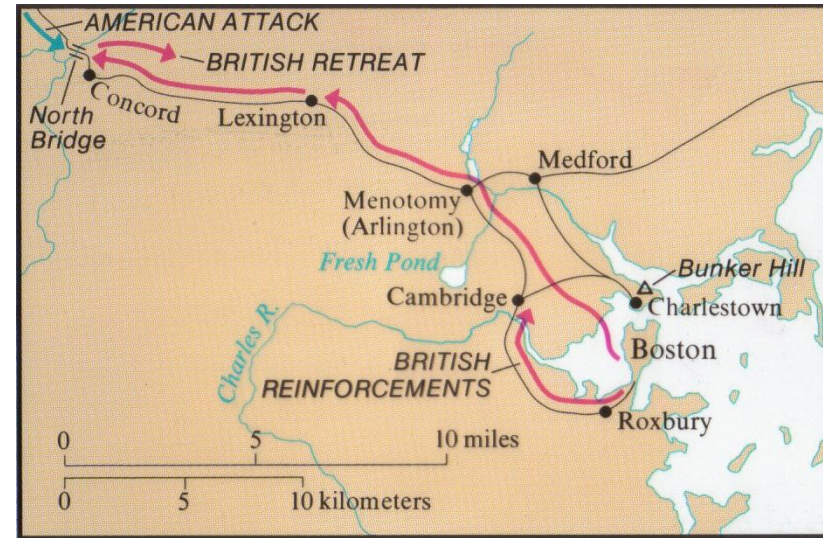 AMERICAN ATTACK
BRITISH RETREAT
North
Bridge
Concord
Lexington
Medford
Menotomy
(Arlington)
Fresh Pond
Bunker Hill
Cambridge
Charlestown
Charles R.
Boston
BRITISH
REINFORCEMENTS
Roxbury
0 5 10 miles
0 5 10 kilometers